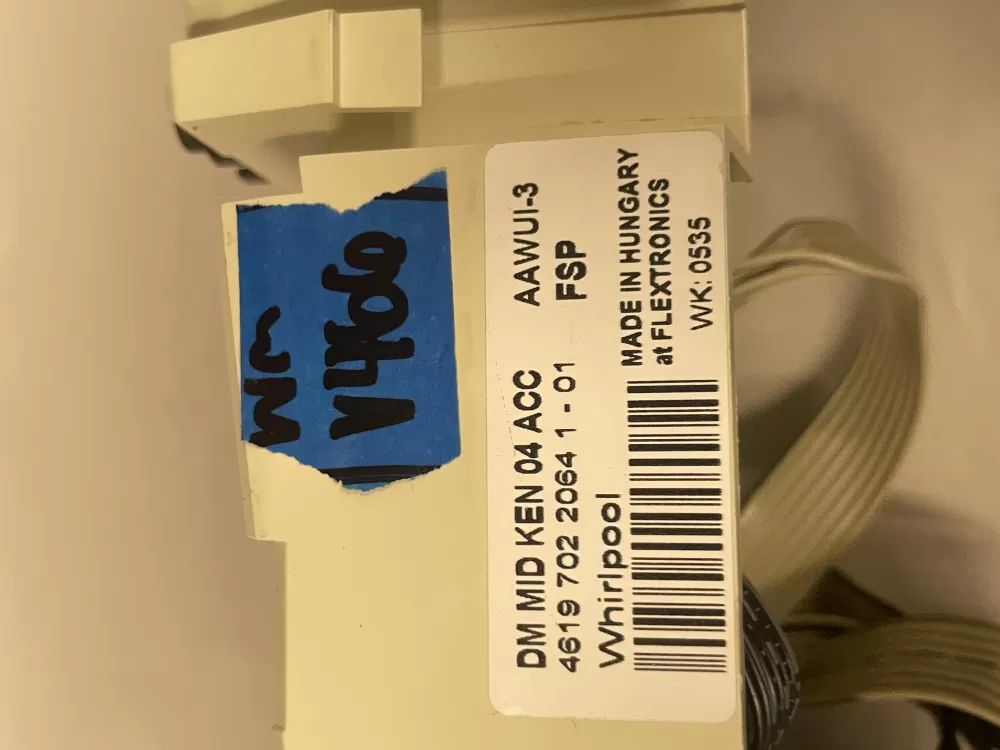 V406
DM MID KEN 04 ACC AAWUI-3
4619 702 2064 1 - 01 FSP
Whirlpool
MADE IN HUNGARY
at FLEXTRONICS
WK: 0535